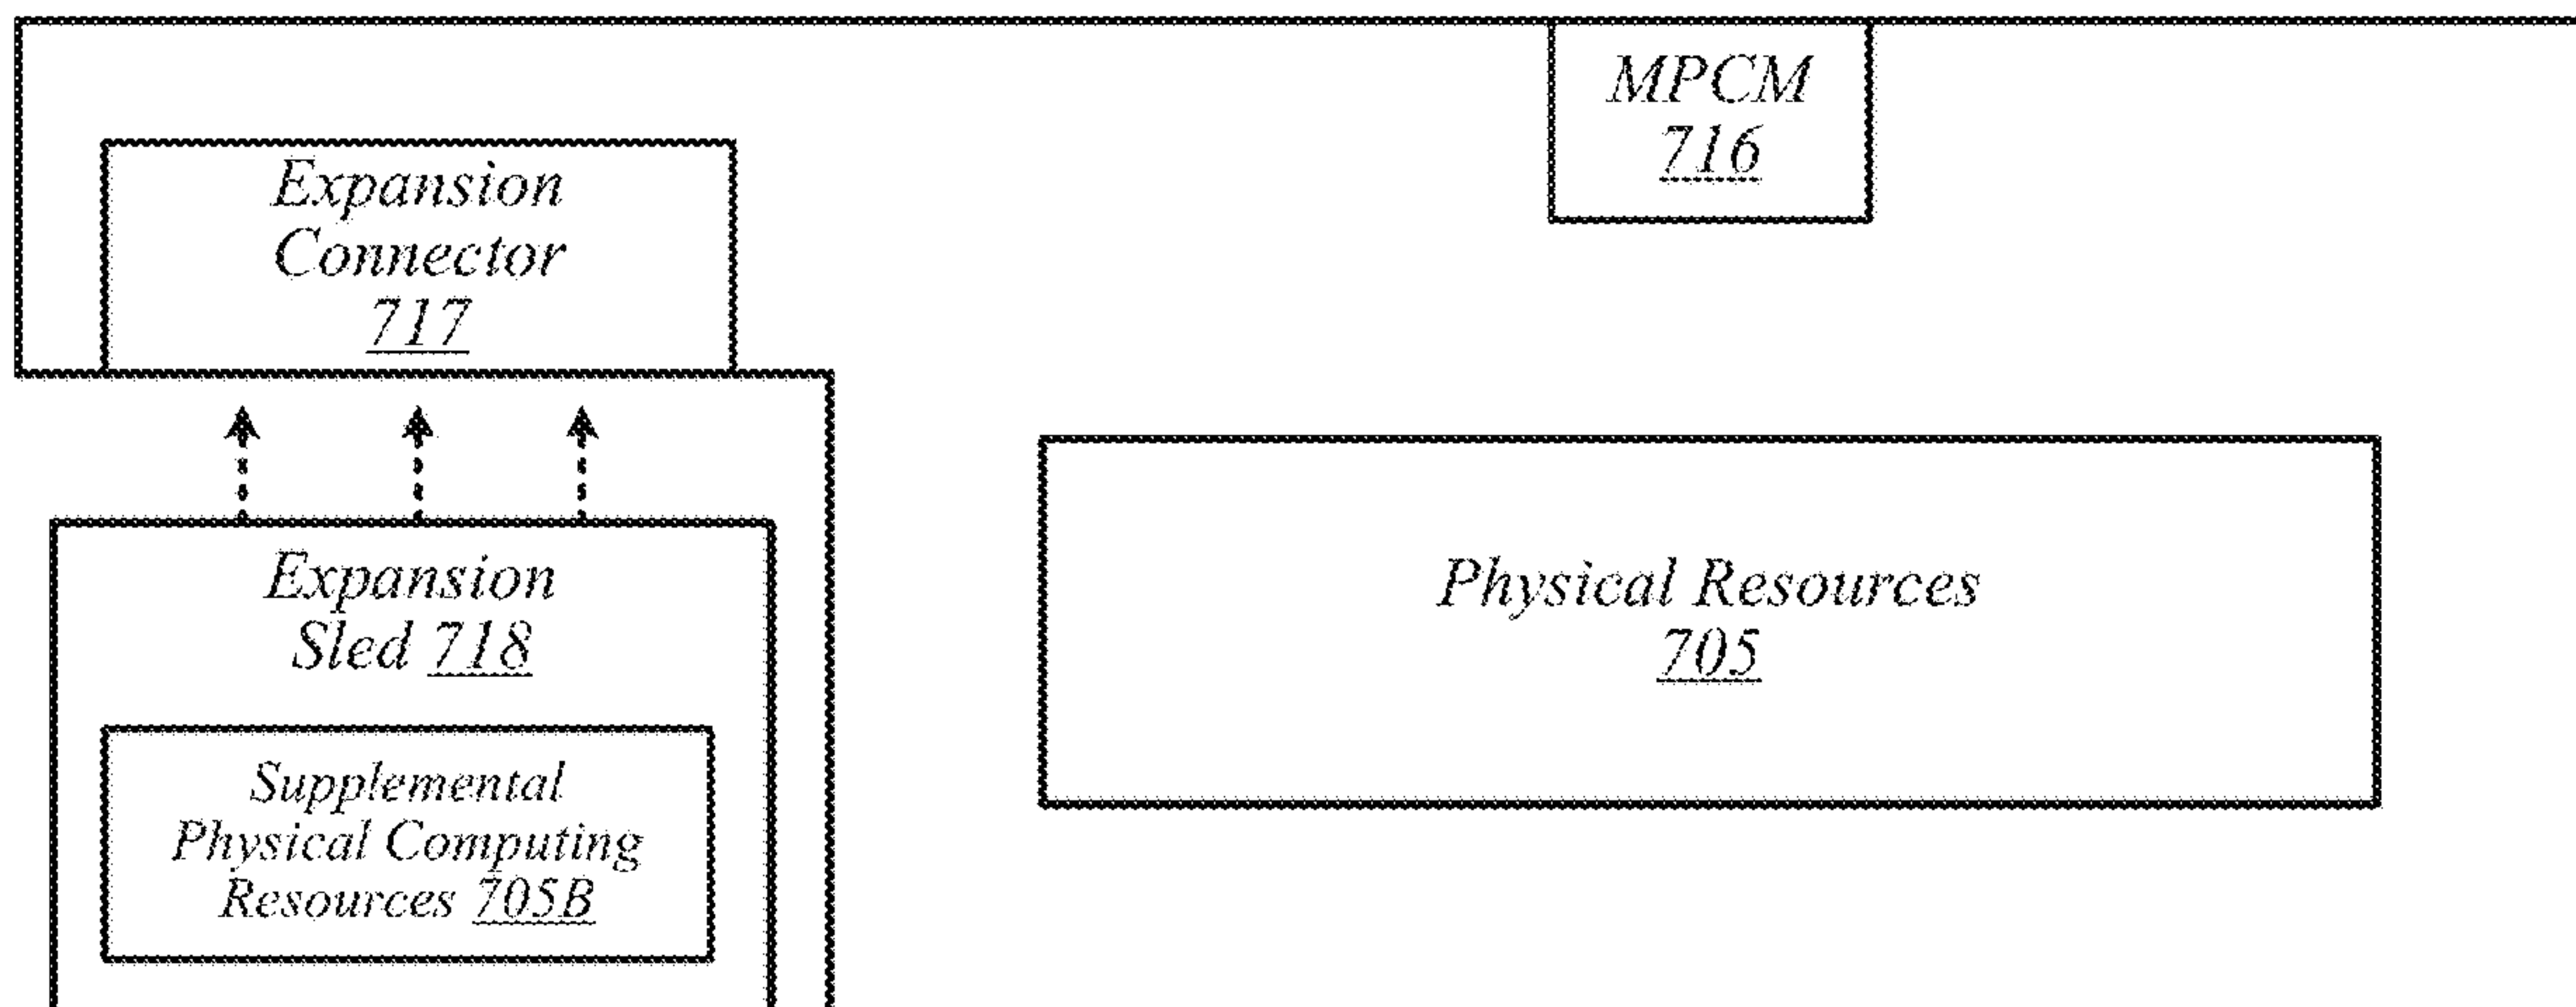 MPCM
716
Expansion
Connector
717
Expansion
Sled 718
Physical Resources
705
Supplemental
Physical Computing
Resources 705B